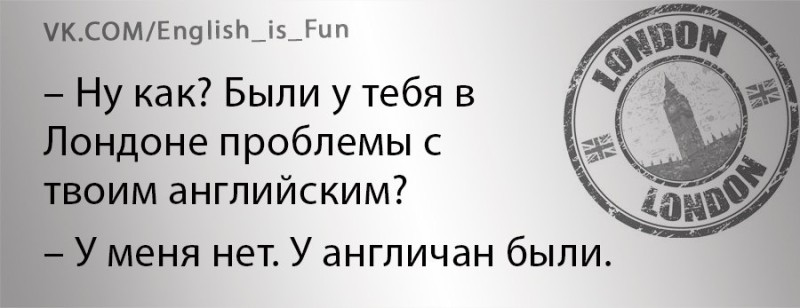 VK.COM/English_is_Fun
– Ну как? Были у тебя в
Лондоне проблемы с
твоим английским?
– У меня нет. У англичан были.
LONDON
LONDON